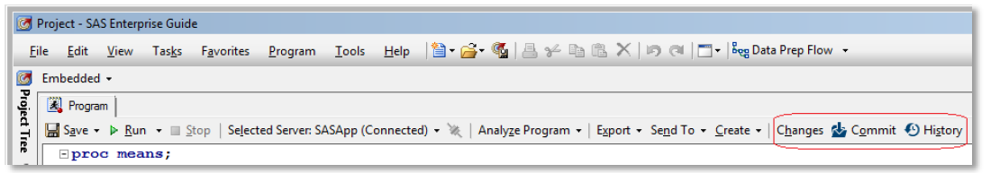 Project - SAS Enterprise Guide
File Edit View Tasks Favorites Program Tools Help Data Prep Flow
Embedded
Project Tree
Program
Save Run Stop Selected Server: SASApp (Connected) Analyze Program Export Send To Create Changes Commit History
proc means;